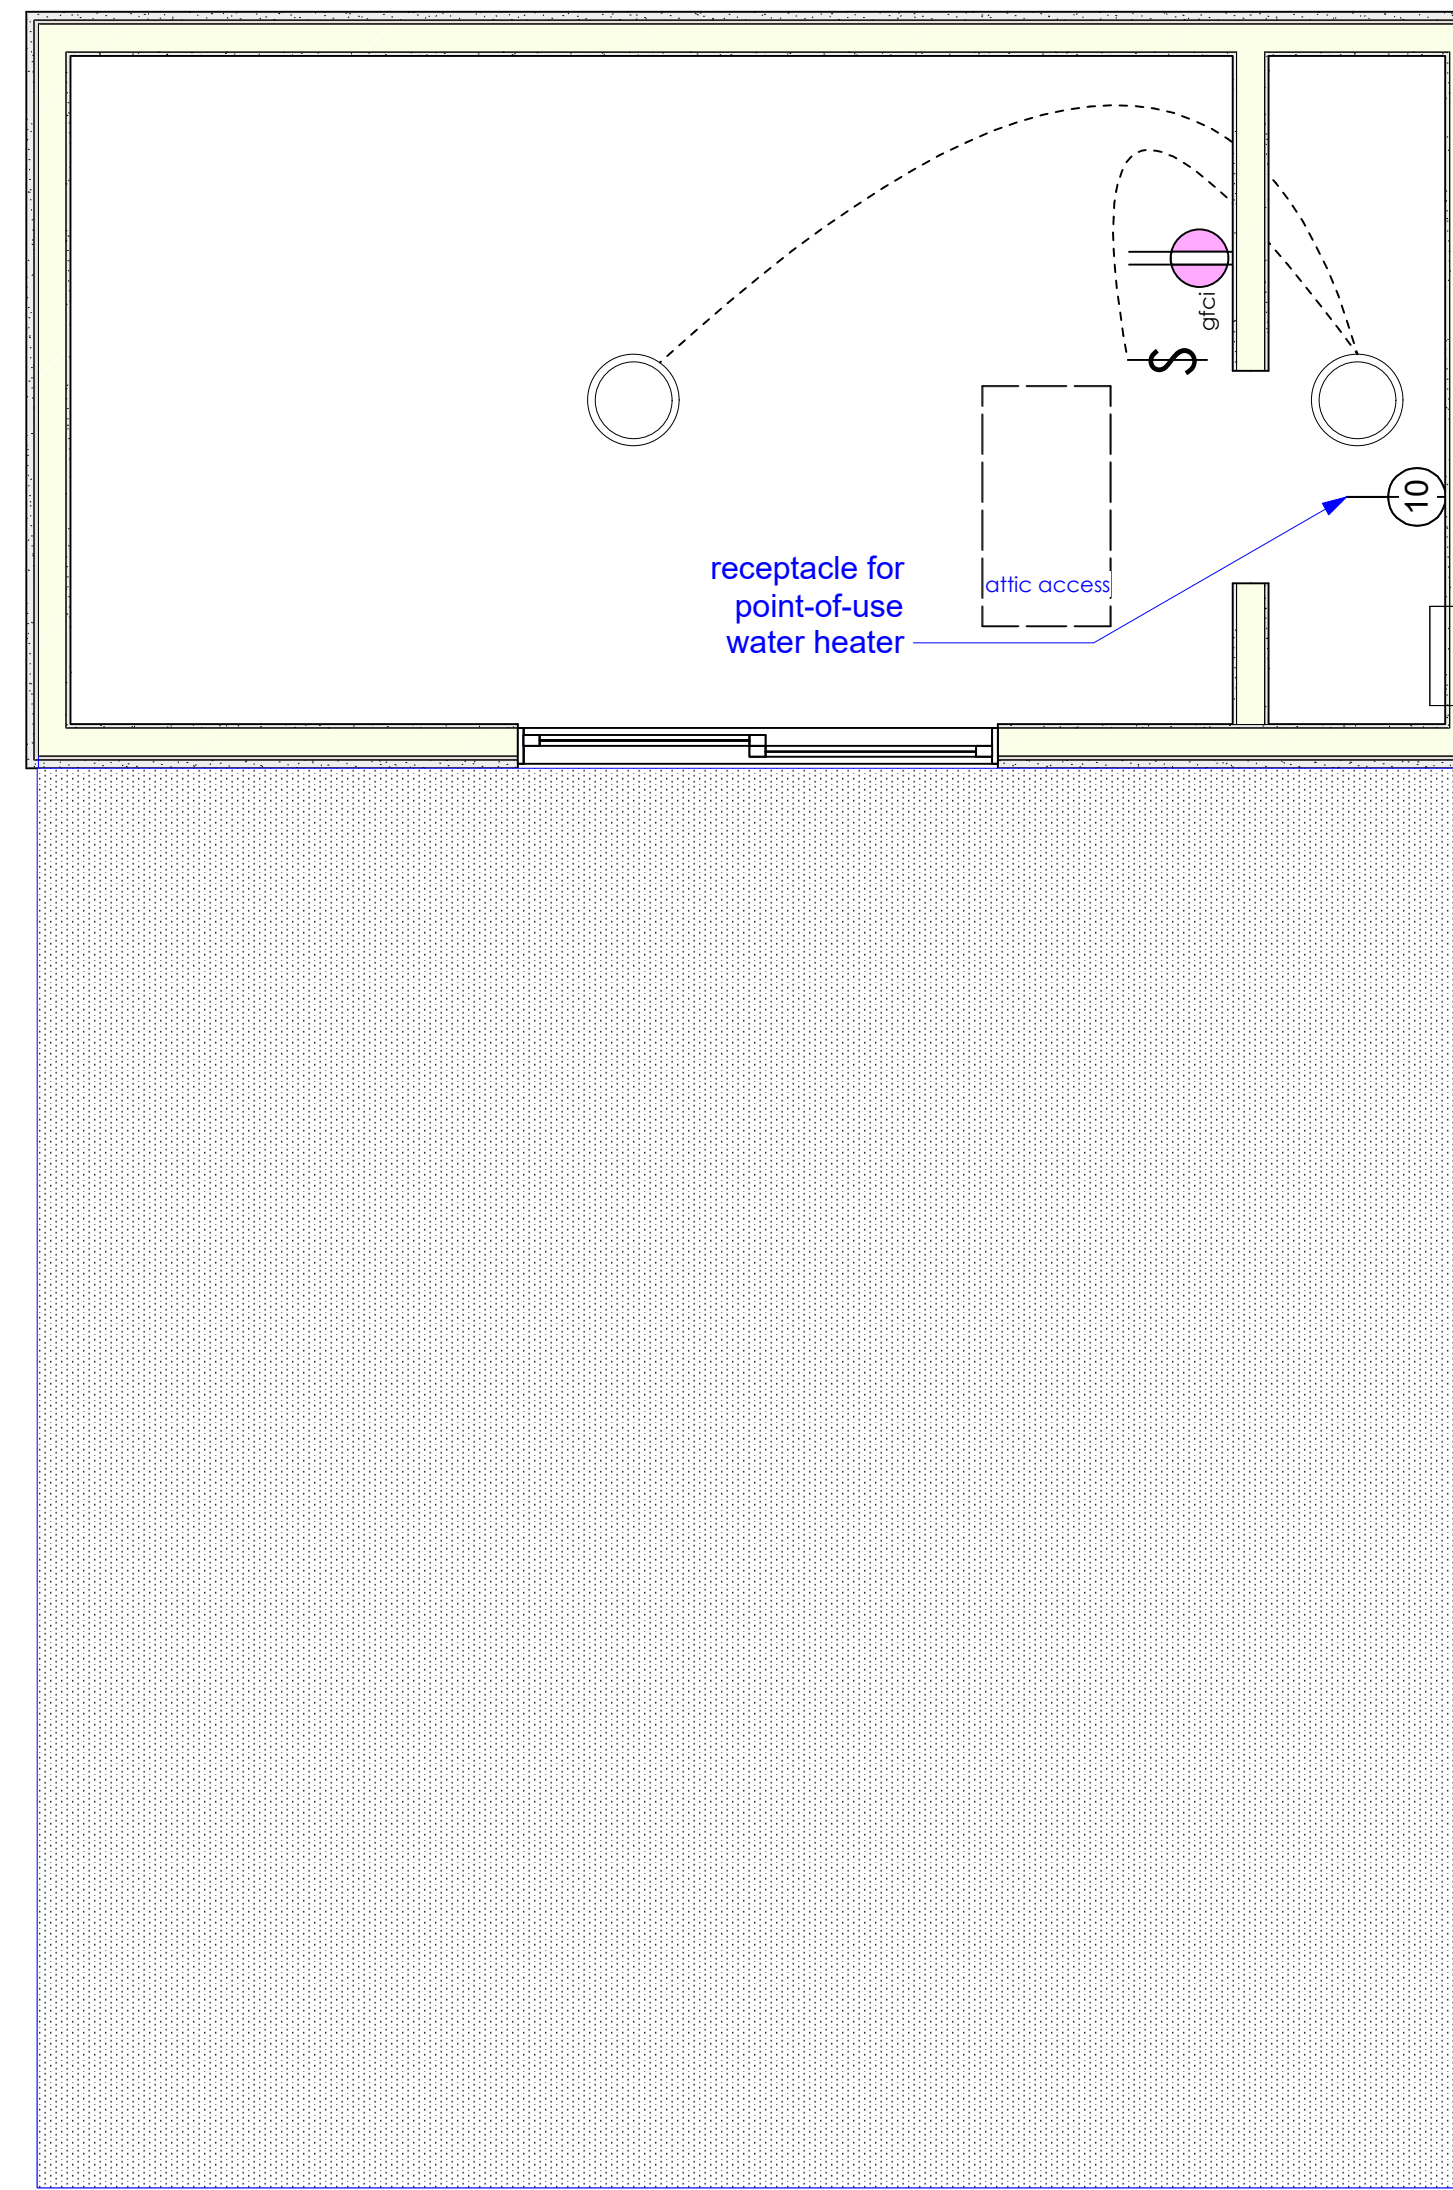 gfci
S
10
receptacle for
point-of-use
water heater
attic access